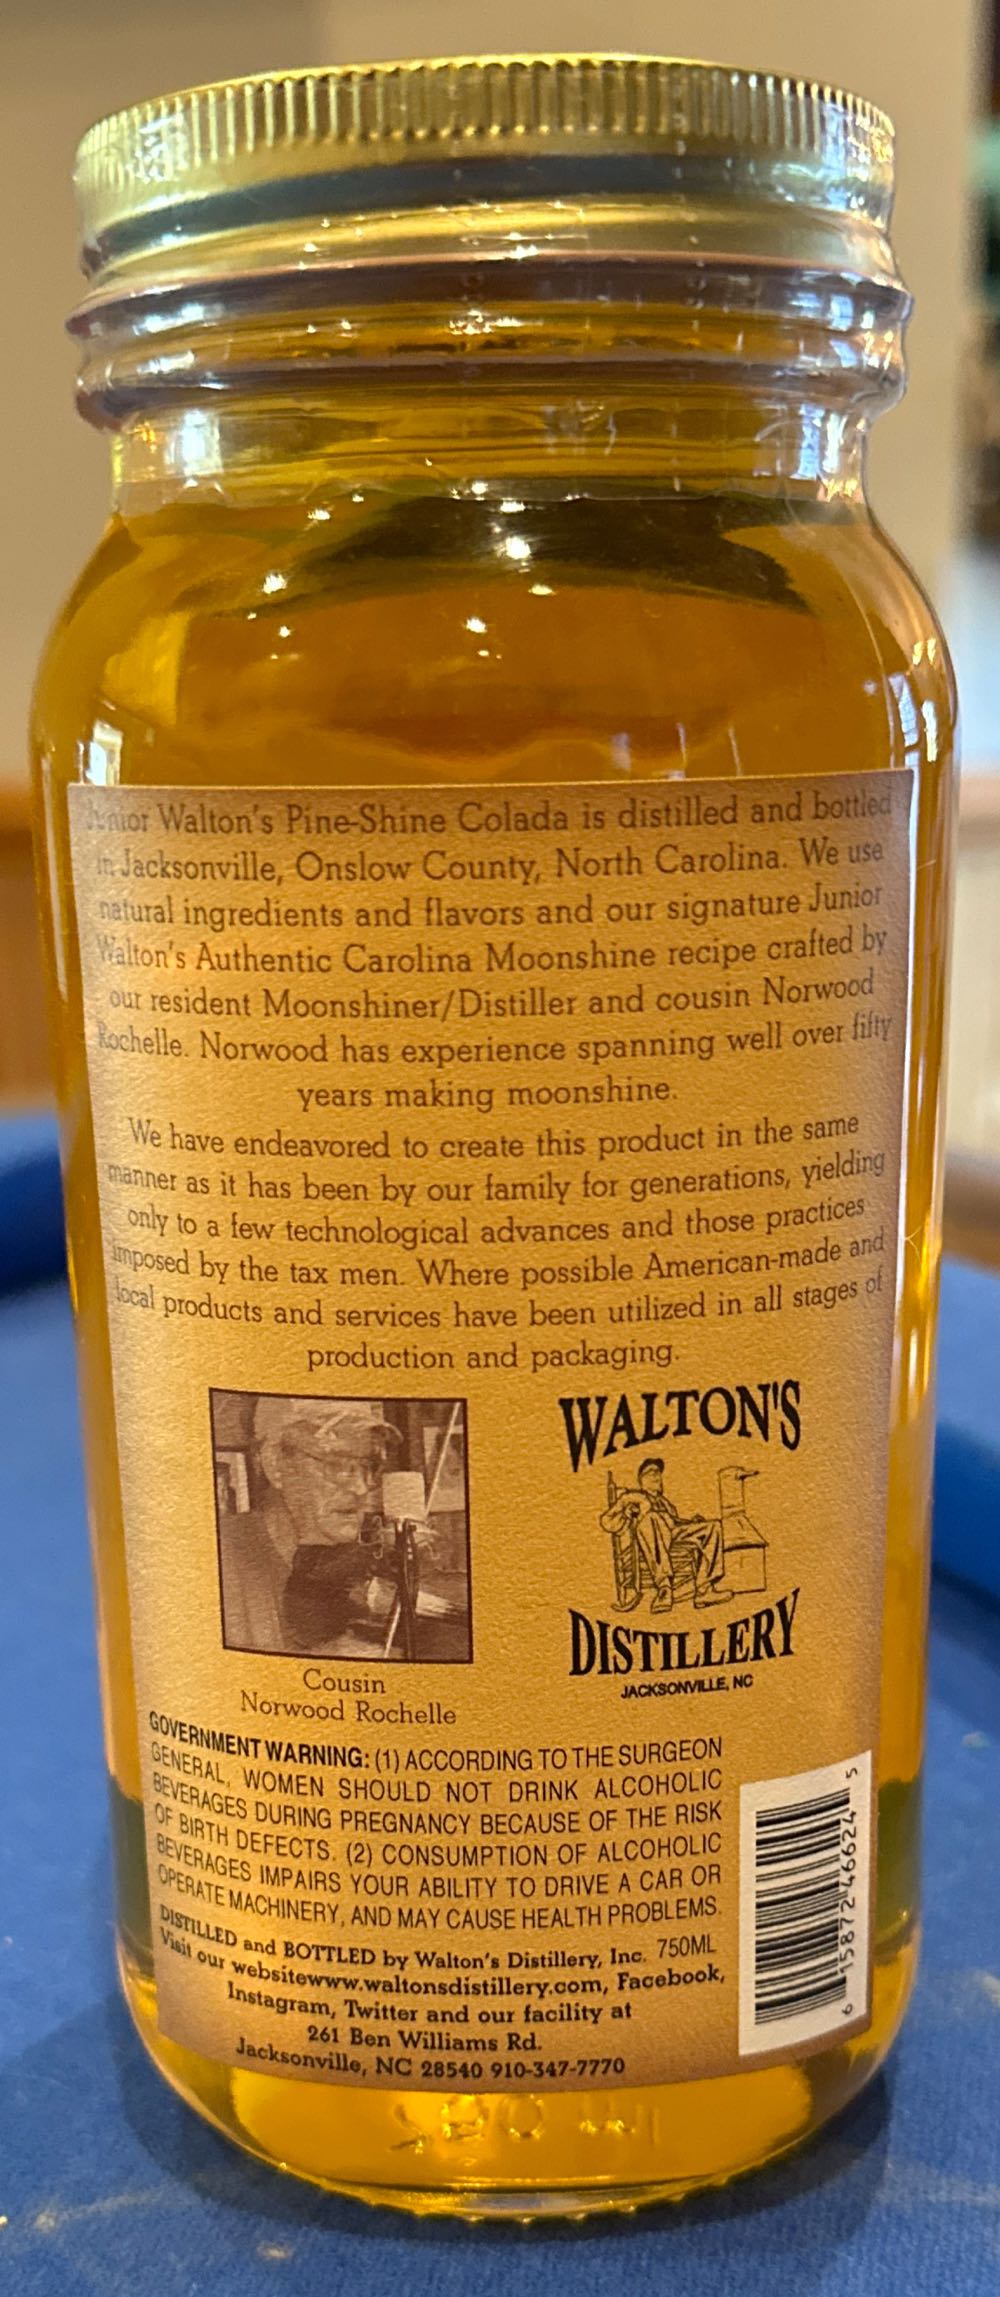 Junior Walton's Pine-Shine Colada is distilled and bottled
in Jacksonville, Onslow County, North Carolina. We use
natural ingredients and flavors and our signature Junior
Walton's Authentic Carolina Moonshine recipe crafted by
our resident Moonshiner/Distiller and cousin Norwood
Rochelle. Norwood has experience spanning well over fifty
years making moonshine.
We have endeavored to create this product in the same
manner as it has been by our family for generations, yielding
only to a few technological advances and those practices
imposed by the tax men. Where possible American-made and
local products and services have been utilized in all stages of
production and packaging.
Cousin
Norwood Rochelle
WALTON'S
DISTILLERY
JACKSONVILLE, NC
GOVERNMENT WARNING: (1) ACCORDING TO THE SURGEON
GENERAL, WOMEN SHOULD NOT DRINK ALCOHOLIC
BEVERAGES DURING PREGNANCY BECAUSE OF THE RISK
OF BIRTH DEFECTS. (2) CONSUMPTION OF ALCOHOLIC
BEVERAGES IMPAIRS YOUR ABILITY TO DRIVE A CAR OR
OPERATE MACHINERY, AND MAY CAUSE HEALTH PROBLEMS.
DISTILLED and BOTTLED by Walton's Distillery, Inc. 750ML
Visit our websitewww.waltonsdistillery.com, Facebook,
Instagram, Twitter and our facility at
261 Ben Williams Rd.
Jacksonville, NC 28540 910-347-7770
6 15872 46624 5